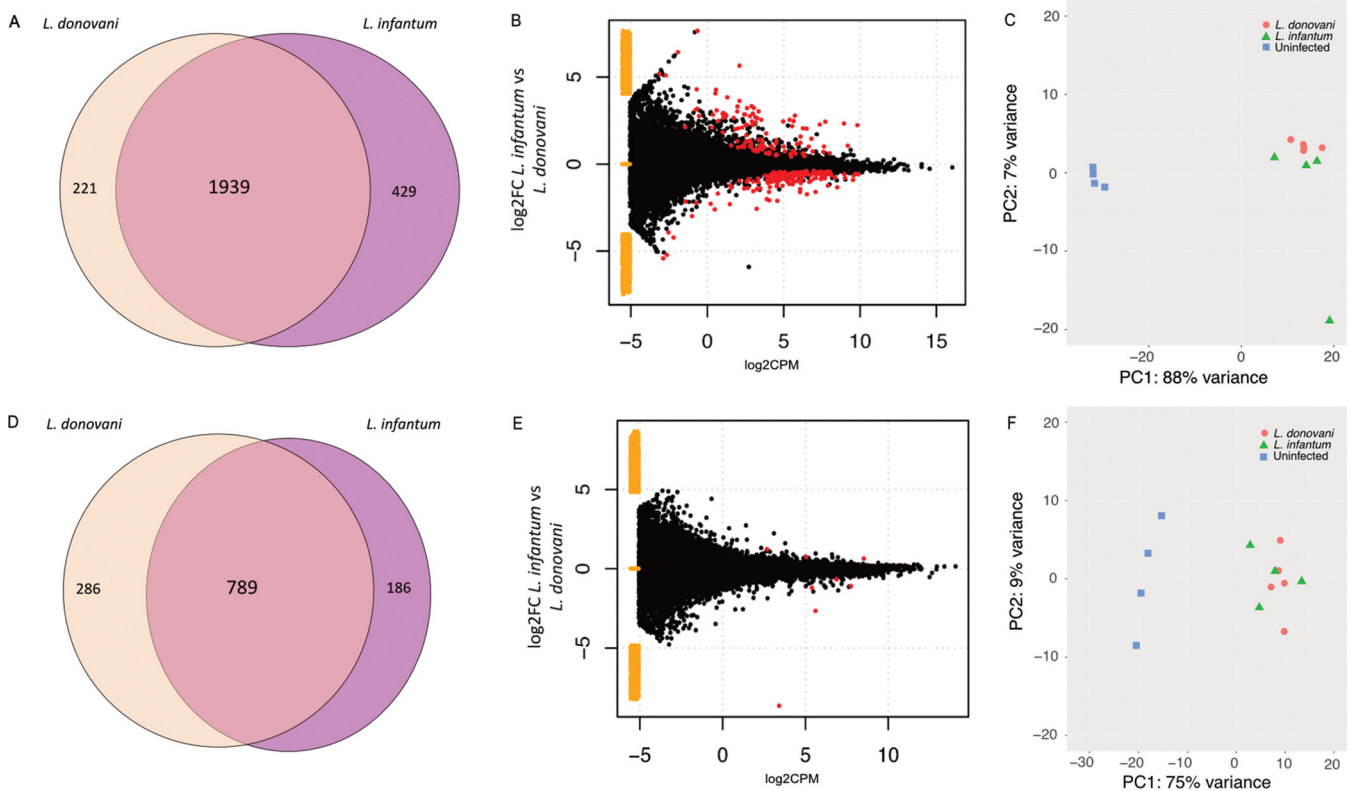 A
L. donovani
L. infantum
221
1939
429
B
log2FC L. infantum vs
L. donovani
5
0
−5
−5
0
5
10
15
log2CPM
C
L. donovani
L. infantum
Uninfected
PC2: 7% variance
20
10
0
−10
−20
−20
0
20
PC1: 88% variance
D
L. donovani
L. infantum
286
789
186
E
log2FC L. infantum vs
L. donovani
5
0
−5
−5
0
5
10
log2CPM
F
L. donovani
L. infantum
Uninfected
PC2: 9% variance
20
10
0
−10
−20
−30
−20
−10
0
10
20
PC1: 75% variance